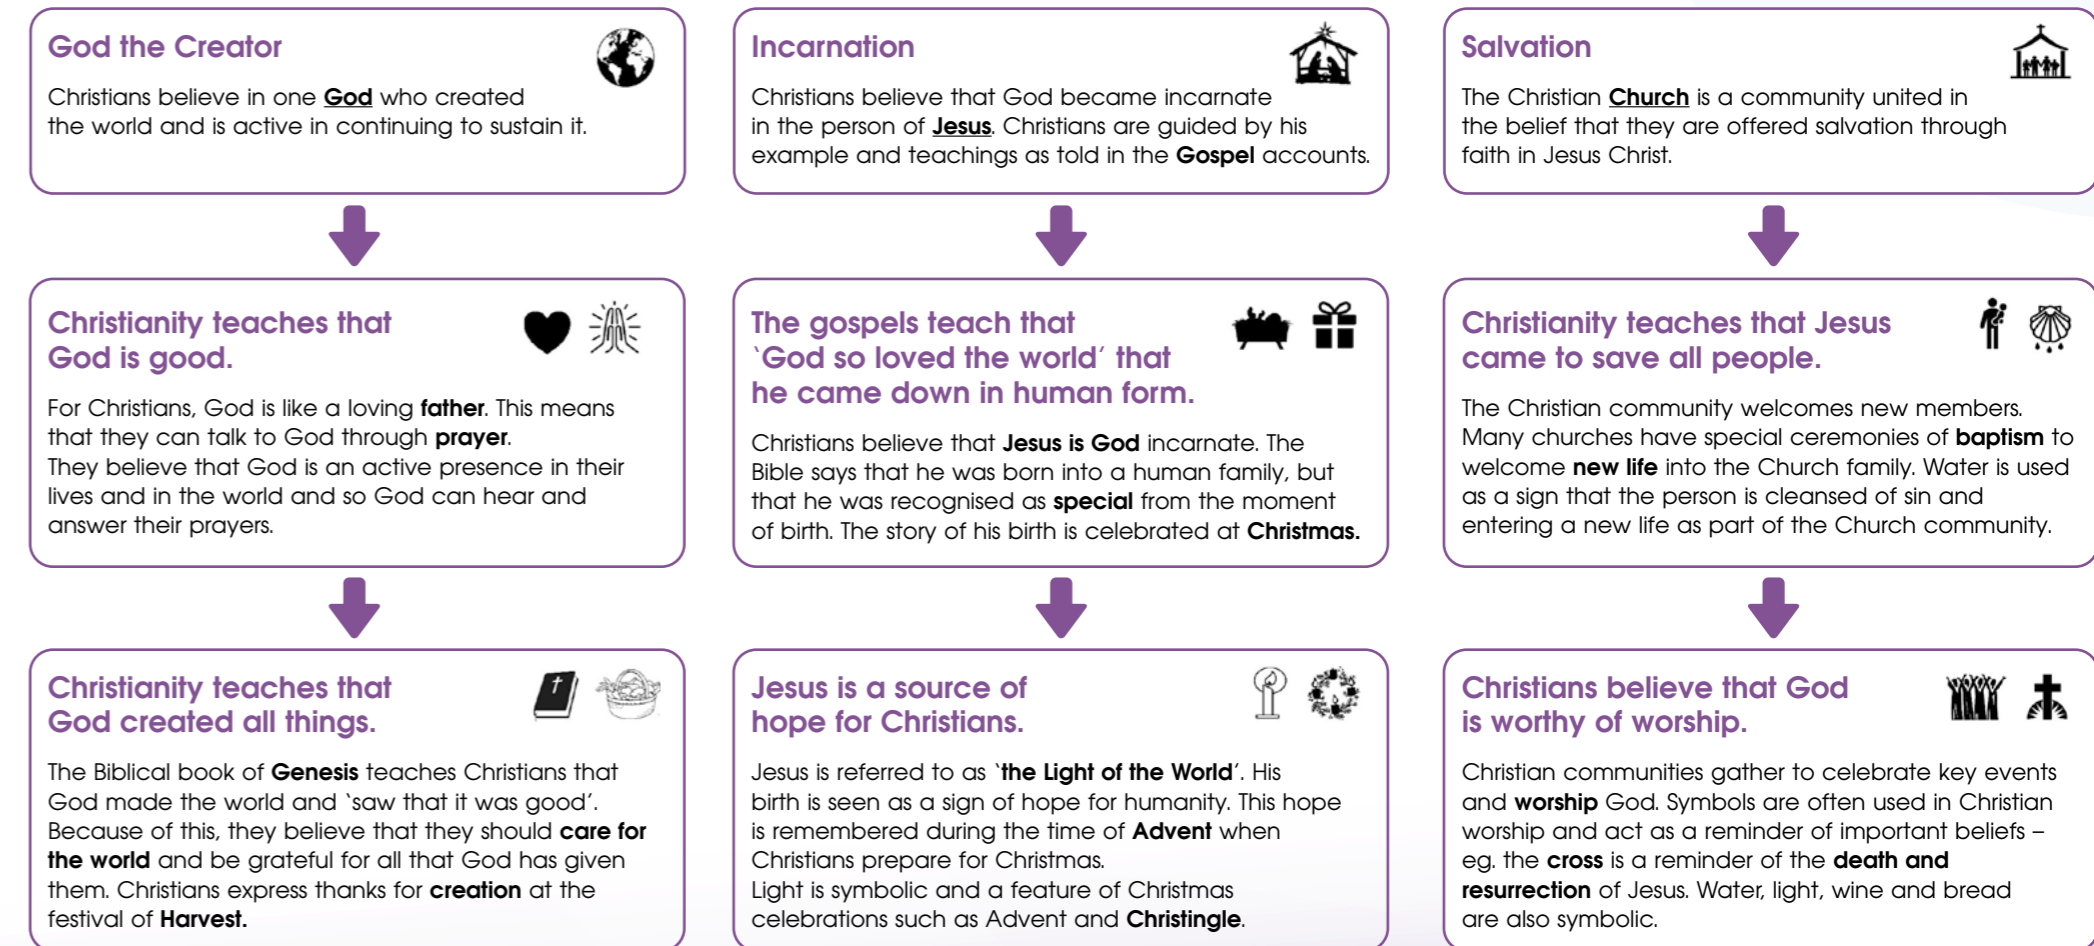 God the Creator
Christians believe in one God who created
the world and is active in continuing to sustain it.
Christianity teaches that
God is good.
For Christians, God is like a loving father. This means
that they can talk to God through prayer.
They believe that God is an active presence in their
lives and in the world and so God can hear and
answer their prayers.
Christianity teaches that
God created all things.
The Biblical book of Genesis teaches Christians that
God made the world and ‘saw that it was good’.
Because of this, they believe that they should care for
the world and be grateful for all that God has given
them. Christians express thanks for creation at the
festival of Harvest.
Incarnation
Christians believe that God became incarnate
in the person of Jesus. Christians are guided by his
example and teachings as told in the Gospel accounts.
The gospels teach that
‘God so loved the world’ that
he came down in human form.
Christians believe that Jesus is God incarnate. The
Bible says that he was born into a human family, but
that he was recognised as special from the moment
of birth. The story of his birth is celebrated at Christmas.
Jesus is a source of
hope for Christians.
Jesus is referred to as ‘the Light of the World’. His
birth is seen as a sign of hope for humanity. This hope
is remembered during the time of Advent when
Christians prepare for Christmas.
Light is symbolic and a feature of Christmas
celebrations such as Advent and Christingle.
Salvation
The Christian Church is a community united in
the belief that they are offered salvation through
faith in Jesus Christ.
Christianity teaches that Jesus
came to save all people.
The Christian community welcomes new members.
Many churches have special ceremonies of baptism to
welcome new life into the Church family. Water is used
as a sign that the person is cleansed of sin and
entering a new life as part of the Church community.
Christians believe that God
is worthy of worship.
Christian communities gather to celebrate key events
and worship God. Symbols are often used in Christian
worship and act as a reminder of important beliefs –
eg. the cross is a reminder of the death and
resurrection of Jesus. Water, light, wine and bread
are also symbolic.